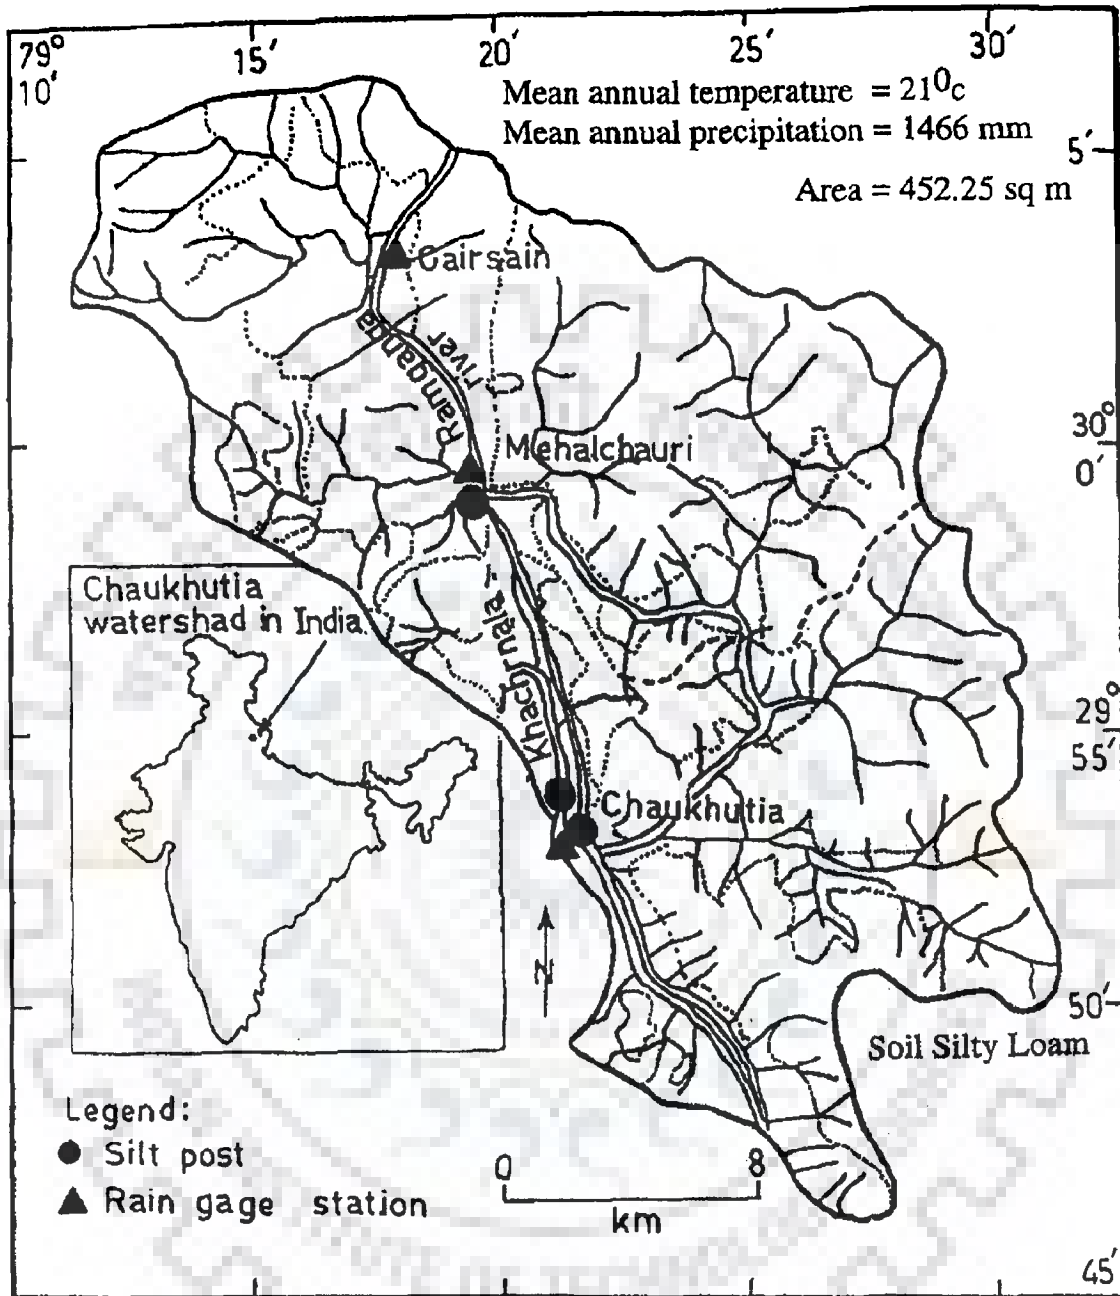 79°
10′
15′
20′
25′
30′
Mean annual temperature = 21⁰c
Mean annual precipitation = 1466 mm
5′
Area = 452.25 sq m
Gairsain
Ramganga
river
30°
0′
Mehalchauri
Chaukhutia
watershad in India
Khacurnala
29°
55′
Chaukhutia
N
50′
Soil Silty Loam
Legend:
Silt post
Rain gage station
0
8
km
45′